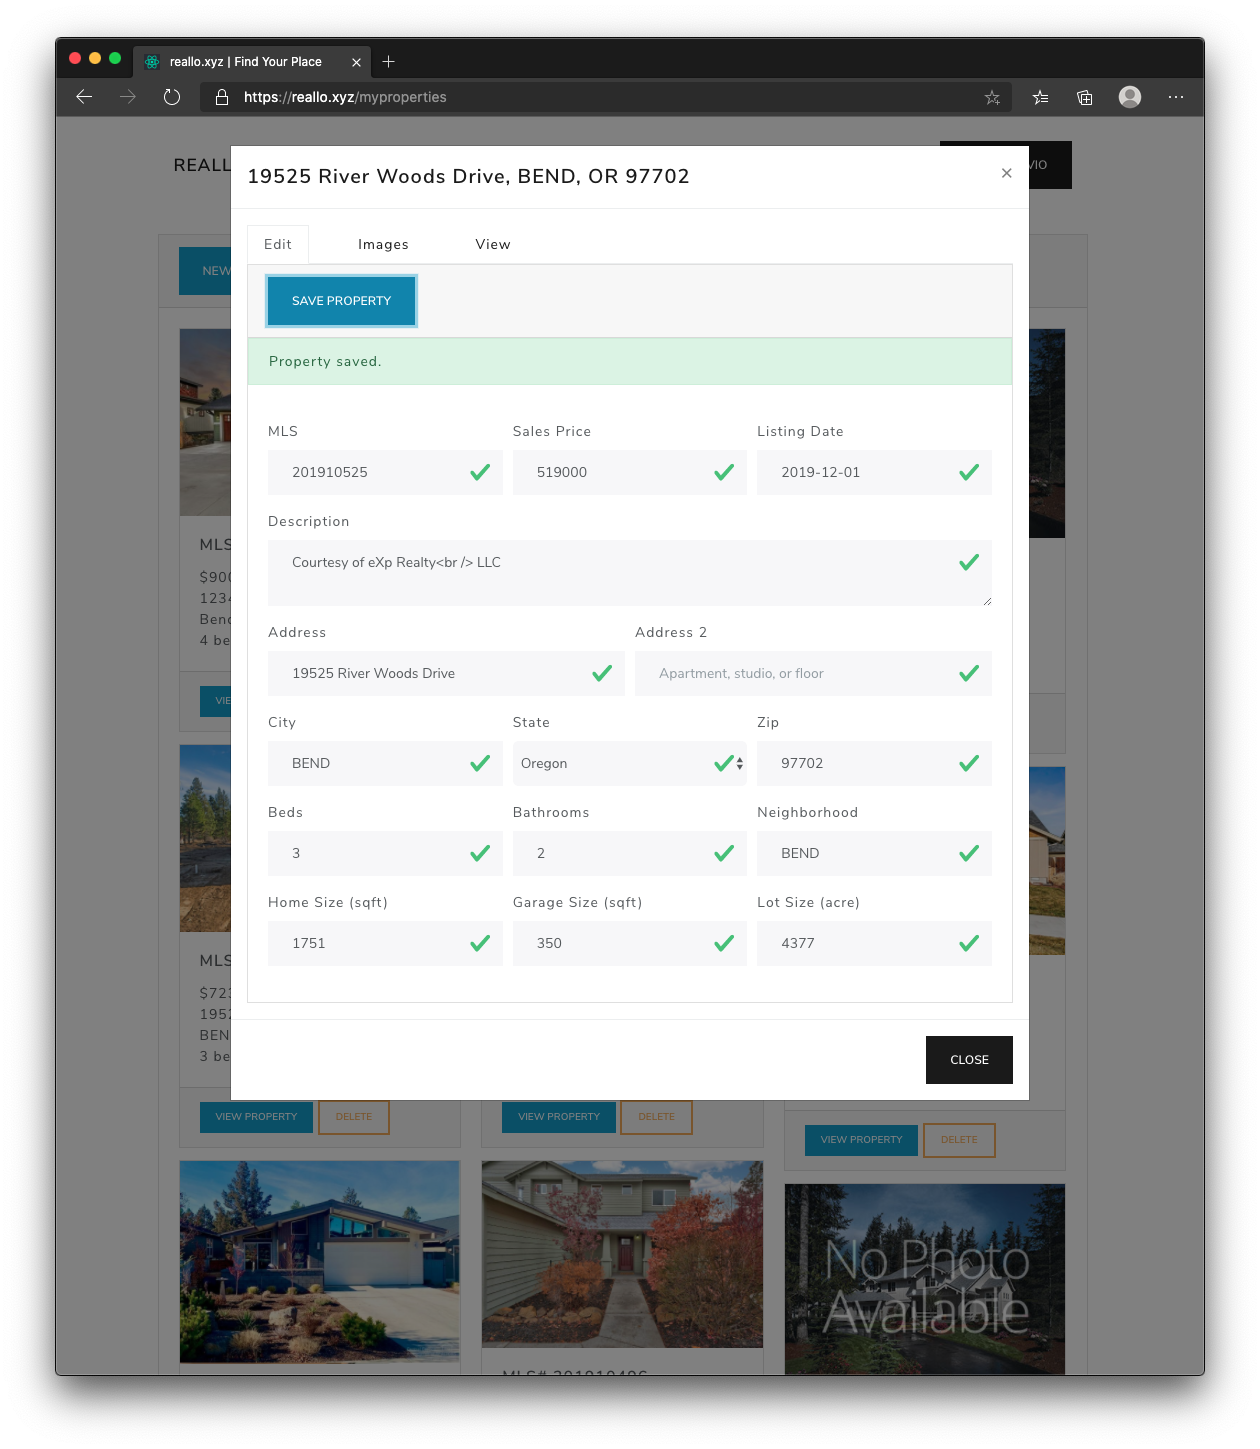 reallo.xyz | Find Your Place
https://reallo.xyz/myproperties
REALL
VIO
19525 River Woods Drive, BEND, OR 97702
×
NEW
Edit Images View
SAVE PROPERTY
Property saved.
MLS Sales Price Listing Date
201910525 519000 2019-12-01
Description
Courtesy of eXp Realty<br /> LLC
Address Address 2
19525 River Woods Drive Apartment, studio, or floor
City State Zip
BEND Oregon 97702
Beds Bathrooms Neighborhood
3 2 BEND
Home Size (sqft) Garage Size (sqft) Lot Size (acre)
1751 350 4377
CLOSE
MLS
$900
1234
Bend
4 be
VIE
MLS
$723
1952
BEN
3 be
VIEW PROPERTY DELETE
VIEW PROPERTY DELETE
VIEW PROPERTY DELETE
No Photo
Available
MLS# 201910496